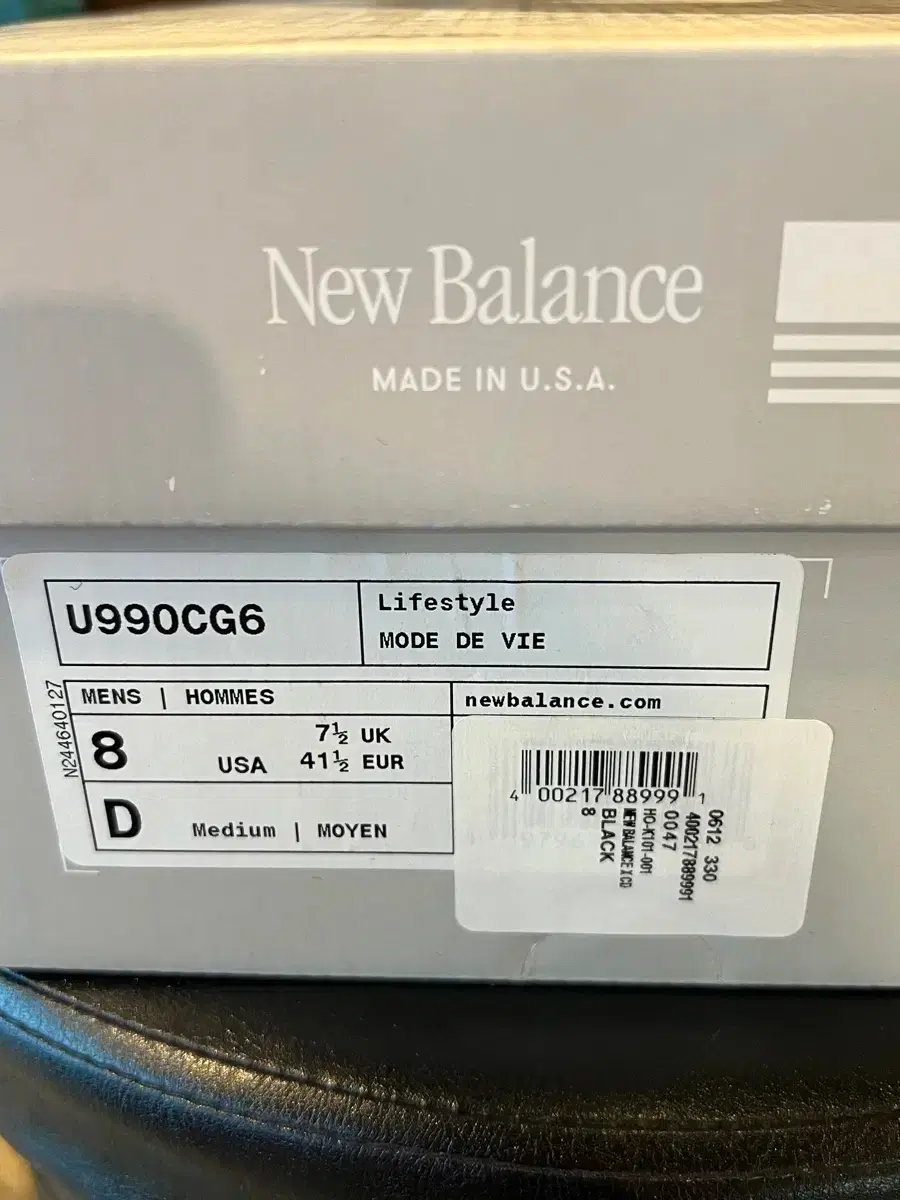 New Balance
MADE IN U.S.A.
U990CG6
Lifestyle
MODE DE VIE
N244640127
MENS | HOMMES
newbalance.com
8
USA
7½ UK
41½ EUR
D
Medium | MOYEN
4 00217 88999 1
0612 330
400217889991
0047
HO-K101-001
NEW BALANCE X CD
BLACK
8